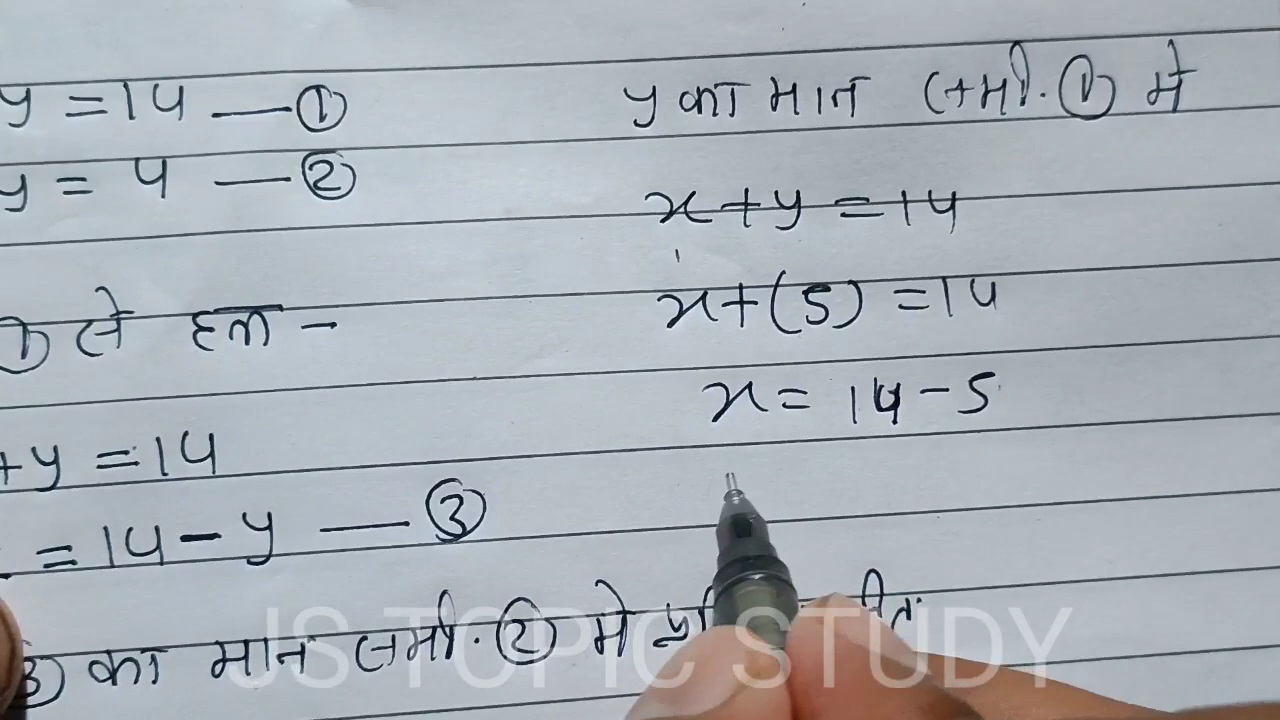 y = 14 — ①
y = 4 — ②
① से हल –
+y = 14
= 14 – y — ③
③ का मान समी. ② में
y का मान समी. ① में
x + y = 14
x + (5) = 14
x = 14 – 5
JS TOPIC STUDY